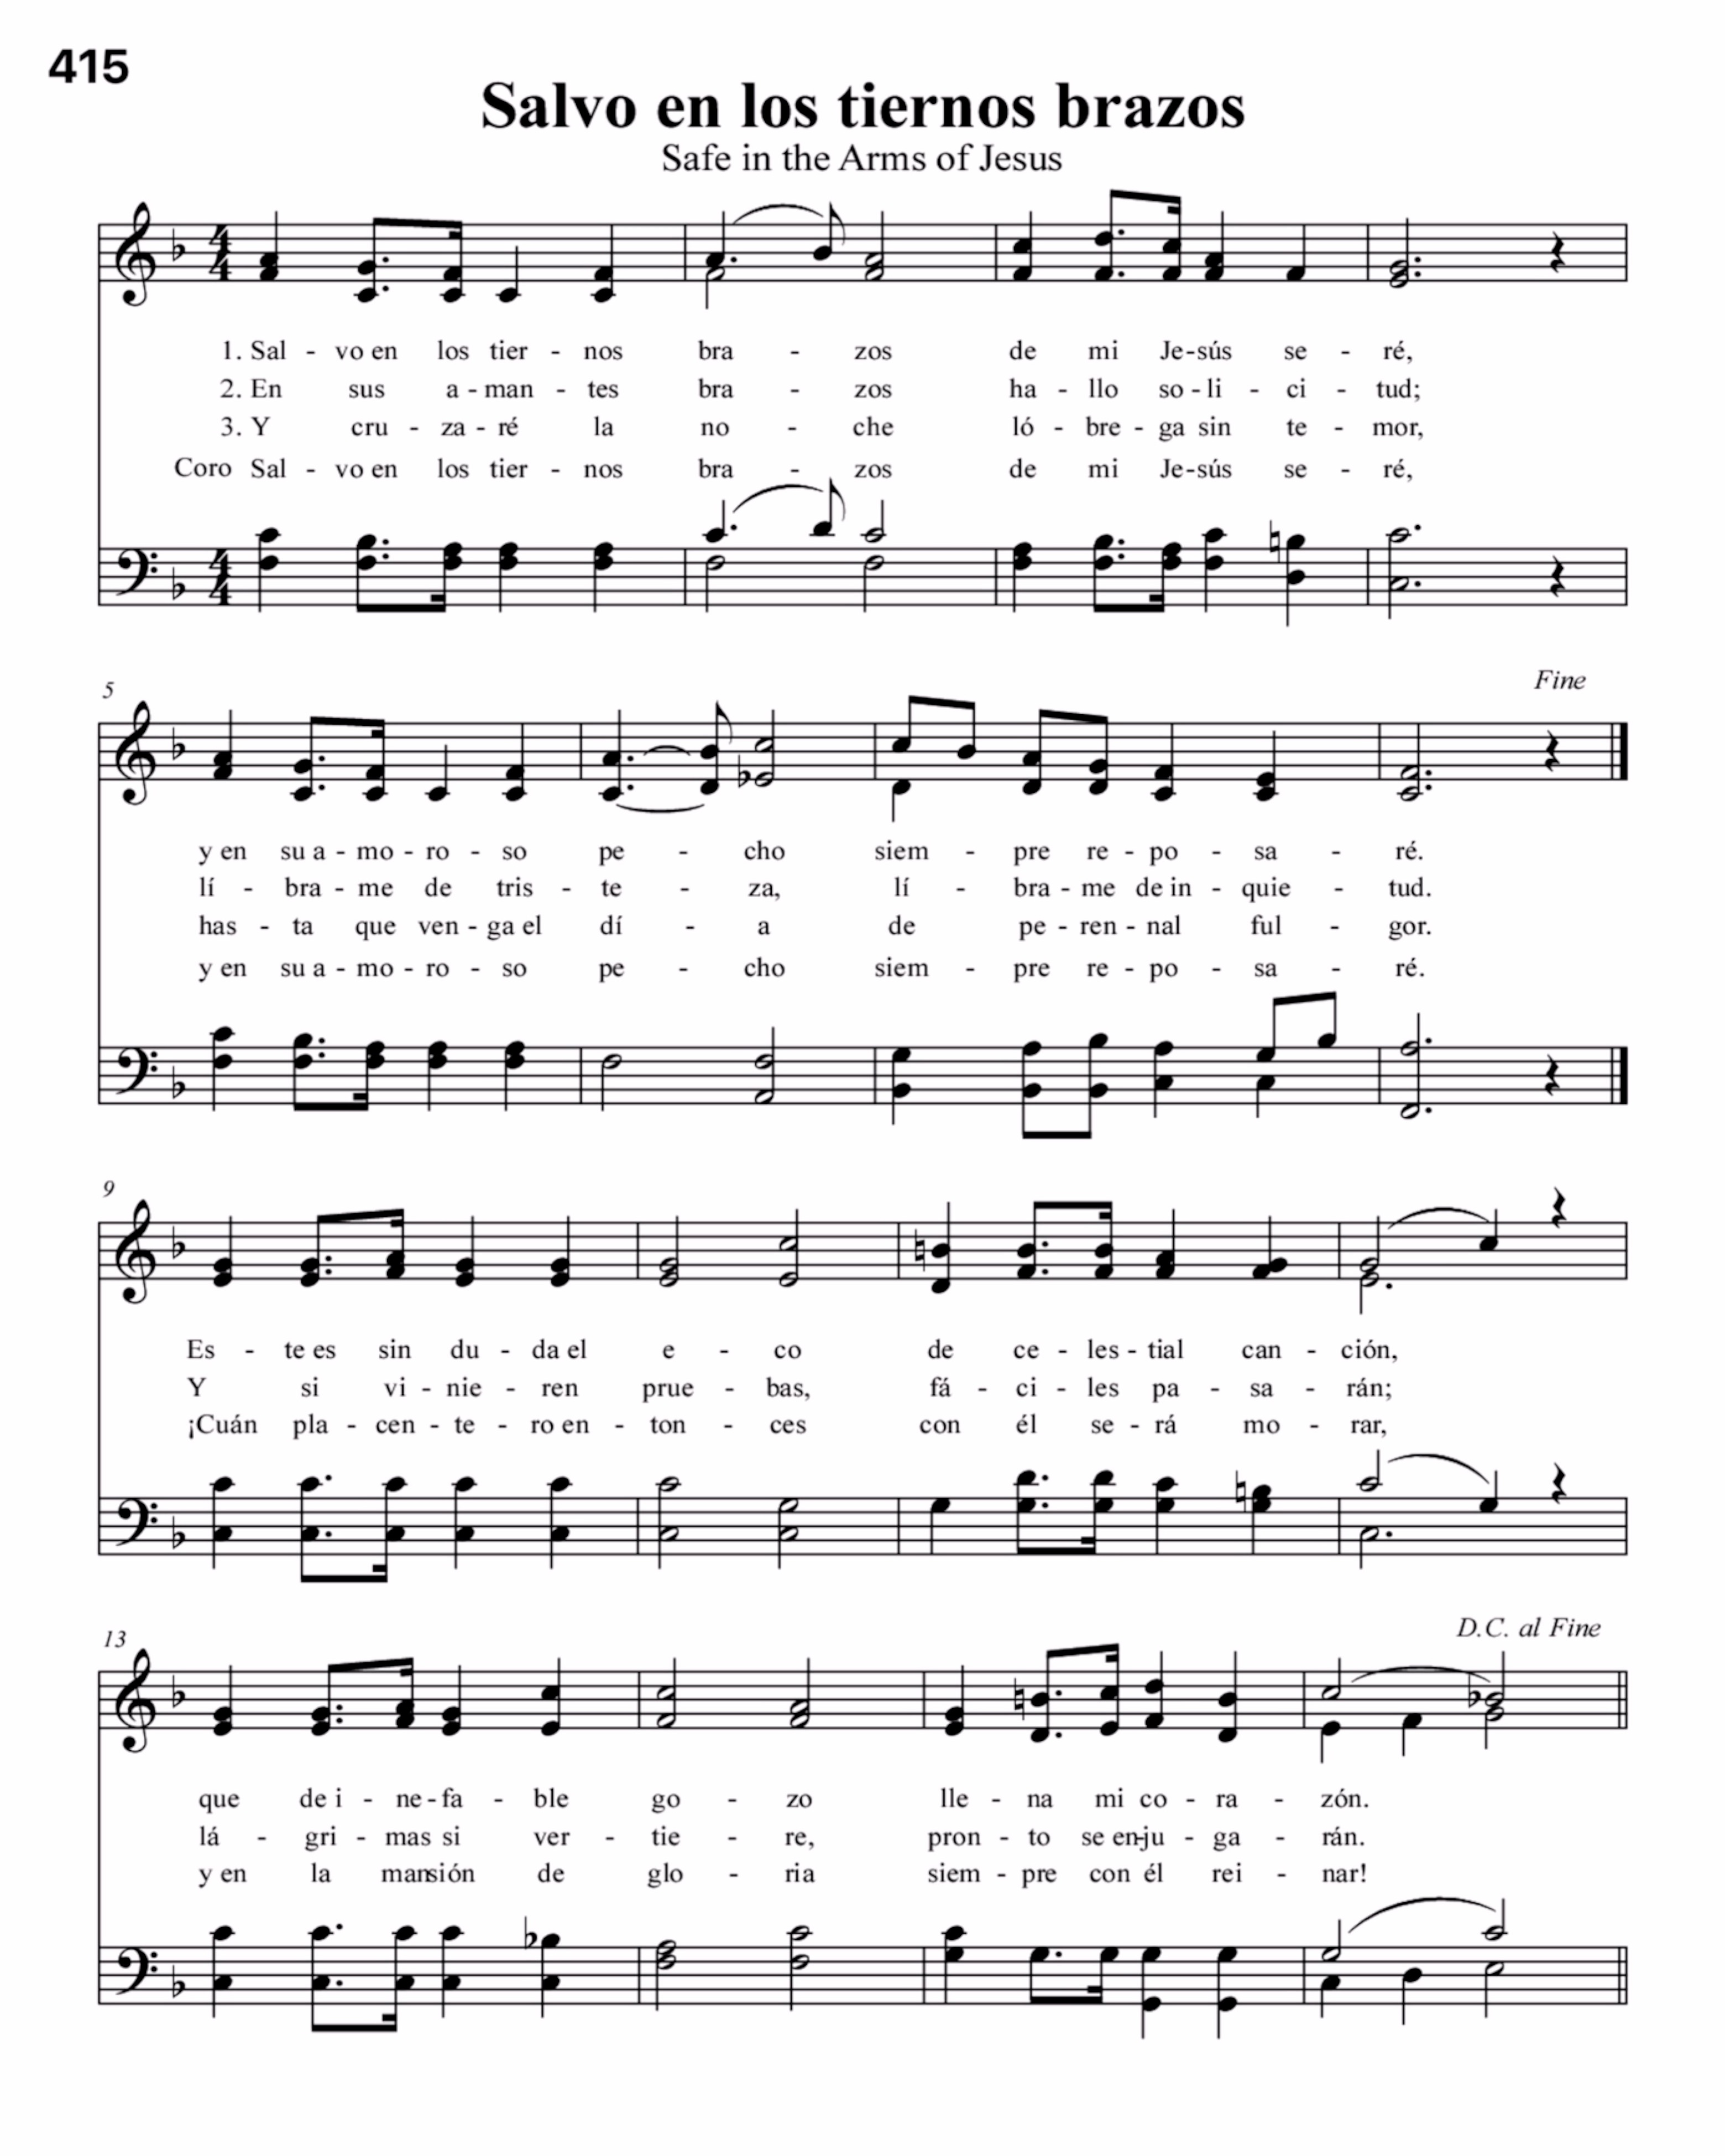 415
Salvo en los tiernos brazos
Safe in the Arms of Jesus
1. Sal - vo en los tier - nos bra - zos de mi Je-sús se - ré,
2. En sus a - man - tes bra - zos ha - llo so - li - ci - tud;
3. Y cru - za - ré la no - che ló - bre - ga sin te - mor,
Coro Sal - vo en los tier - nos bra - zos de mi Je-sús se - ré,
5
Fine
y en su a - mo - ro - so pe - cho siem - pre re - po - sa - ré.
lí - bra - me de tris - te - za, lí - bra - me de in - quie - tud.
has - ta que ven - ga el dí - a de pe - ren - nal ful - gor.
y en su a - mo - ro - so pe - cho siem - pre re - po - sa - ré.
9
Es - te es sin du - da el e - co de ce - les - tial can - ción,
Y si vi - nie - ren prue - bas, fá - ci - les pa - sa - rán;
¡Cuán pla - cen - te - ro en - ton - ces con él se - rá mo - rar,
13
D.C. al Fine
que de i - ne - fa - ble go - zo lle - na mi co - ra - zón.
lá - gri - mas si ver - tie - re, pron - to se en-ju - ga - rán.
y en la mansión de glo - ria siem - pre con él rei - nar!